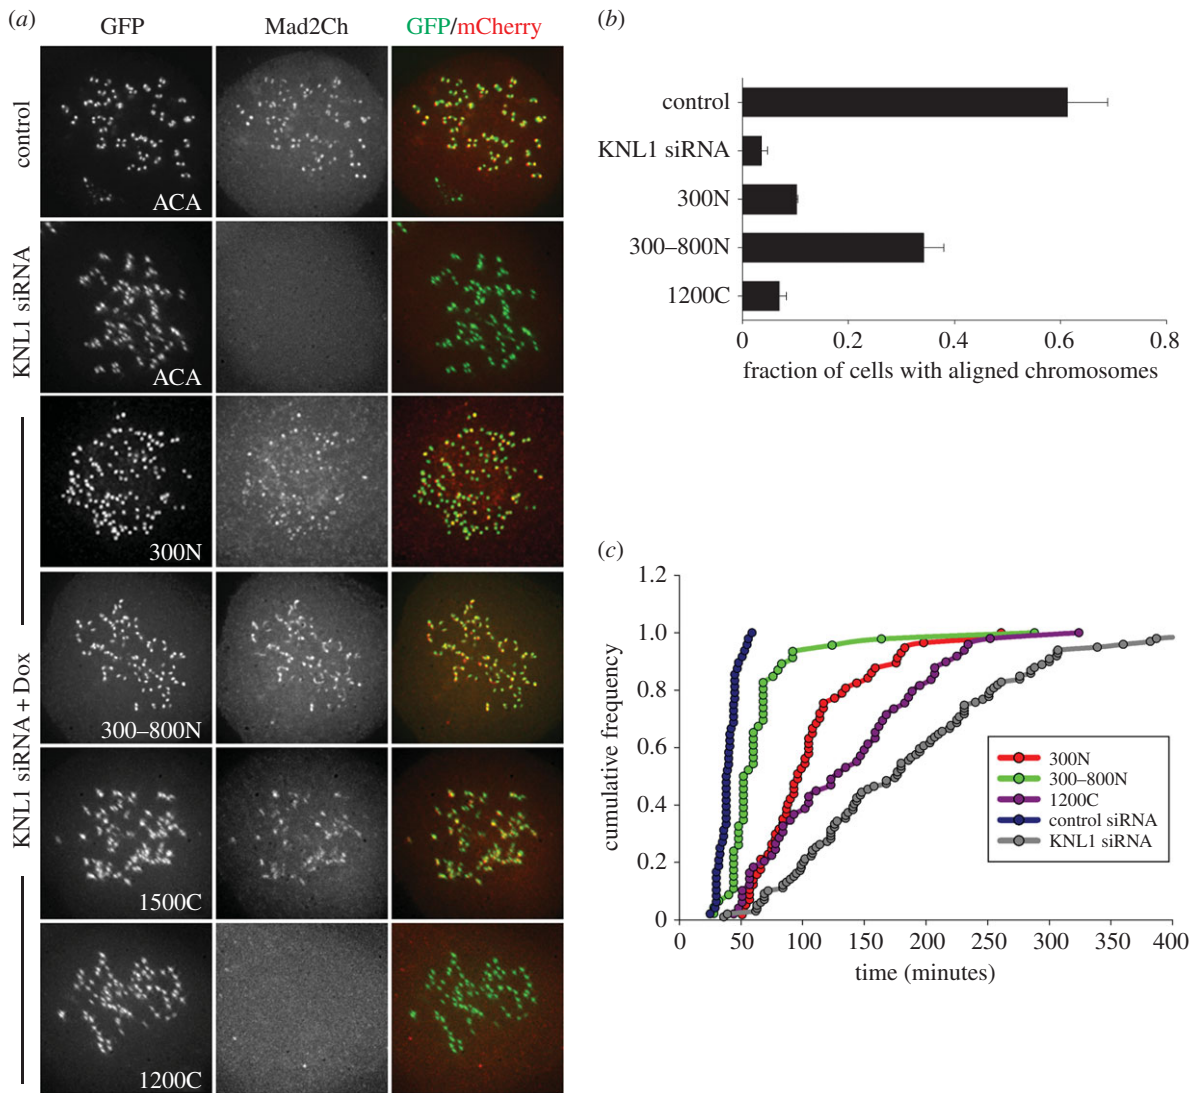 (a)
GFP
Mad2Ch
GFP/mCherry
control
ACA
KNL1 siRNA
ACA
KNL1 siRNA + Dox
300N
300–800N
1500C
1200C
(b)
control
KNL1 siRNA
300N
300–800N
1200C
0
0.2
0.4
0.6
0.8
fraction of cells with aligned chromosomes
(c)
cumulative frequency
1.2
1.0
0.8
0.6
0.4
0.2
0
300N
300–800N
1200C
control siRNA
KNL1 siRNA
0
50
100
150
200
250
300
350
400
time (minutes)